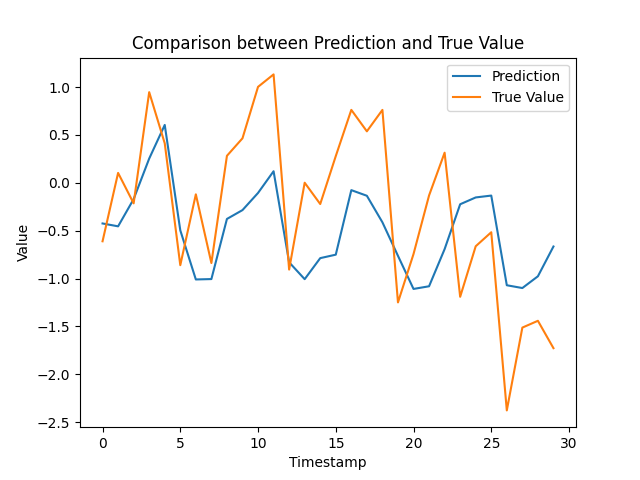 Comparison between Prediction and True Value
Prediction
True Value
1.0
0.5
0.0
−0.5
−1.0
−1.5
−2.0
−2.5
Value
0 5 10 15 20 25 30
Timestamp